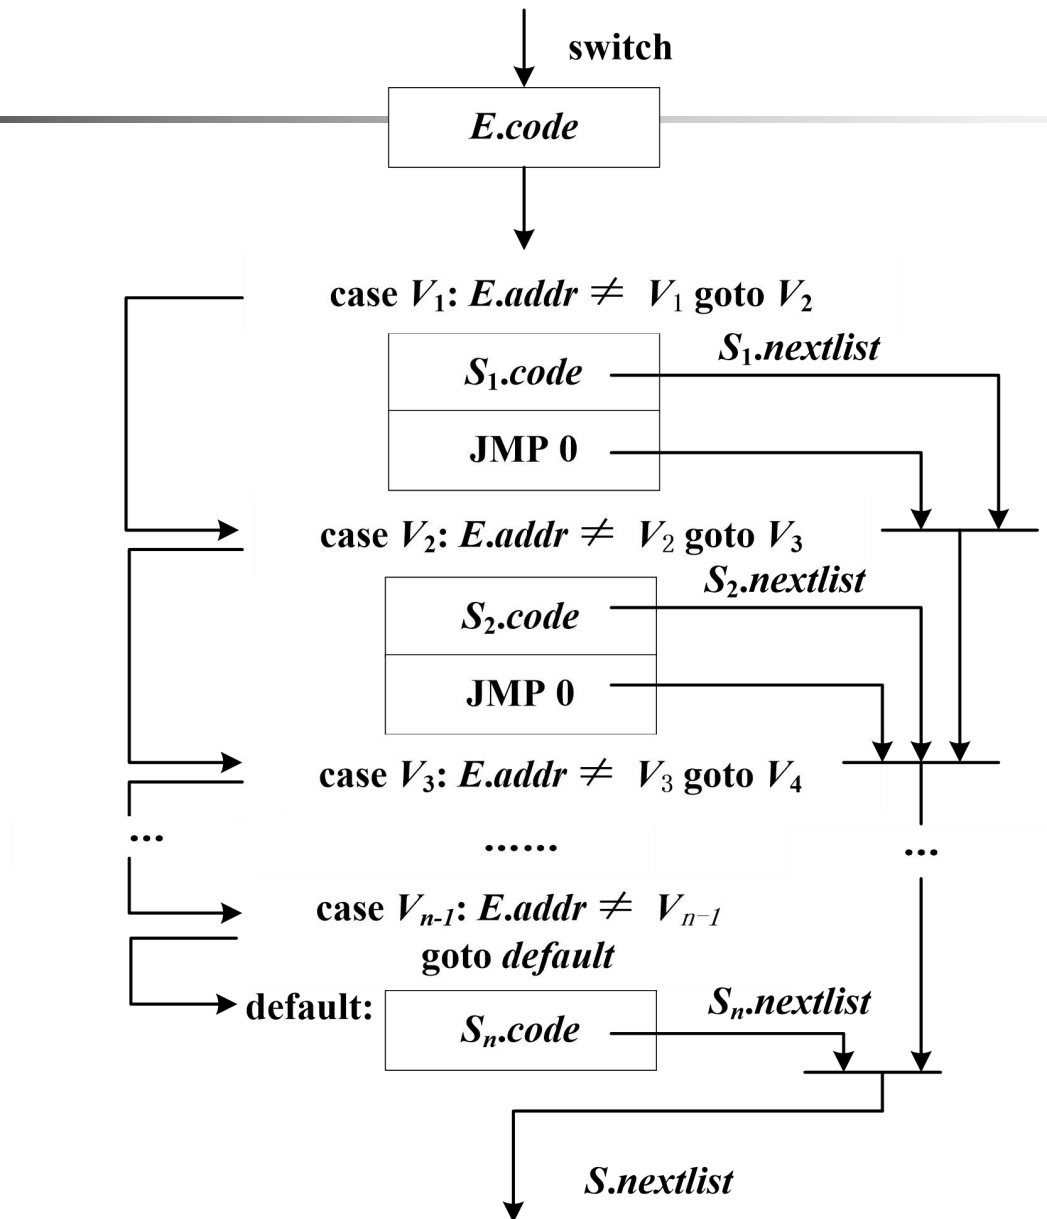 switch
E.code
case V₁: E.addr ≠ V₁ goto V₂
S₁.nextlist
S₁.code
JMP 0
case V₂: E.addr ≠ V₂ goto V₃
S₂.nextlist
S₂.code
JMP 0
case V₃: E.addr ≠ V₃ goto V₄
...
......
...
case Vₙ₋₁: E.addr ≠ Vₙ₋₁
goto default
default:
Sₙ.nextlist
Sₙ.code
S.nextlist